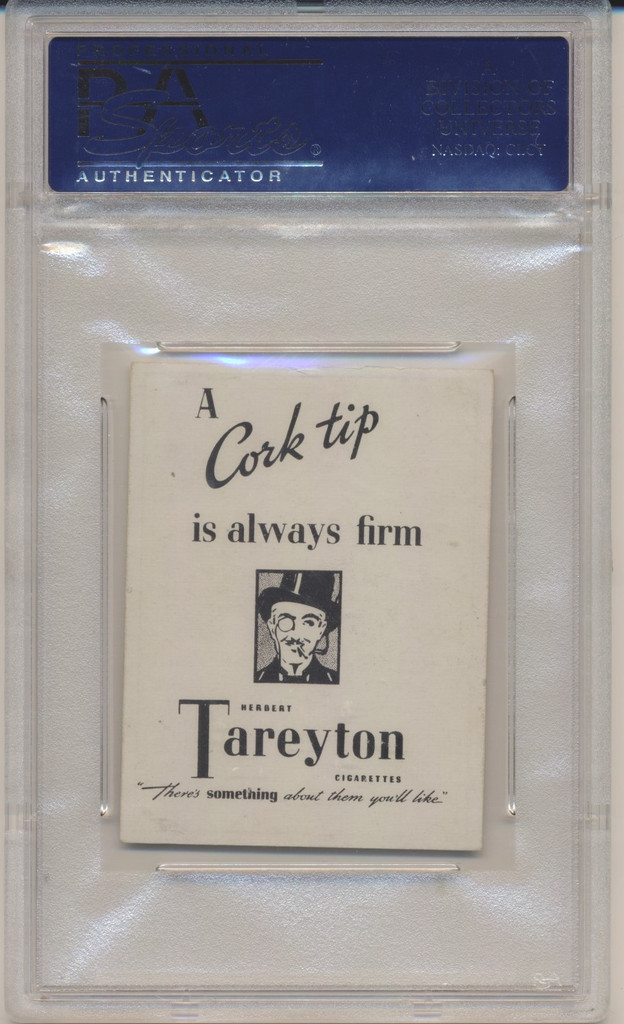 PROFESSIONAL
PSA
Sports ®
AUTHENTICATOR
A
DIVISION OF
COLLECTORS
UNIVERSE
NASDAQ: CLCT
A
Cork tip
is always firm
HERBERT
Tareyton
CIGARETTES
"There's something about them you'll like"